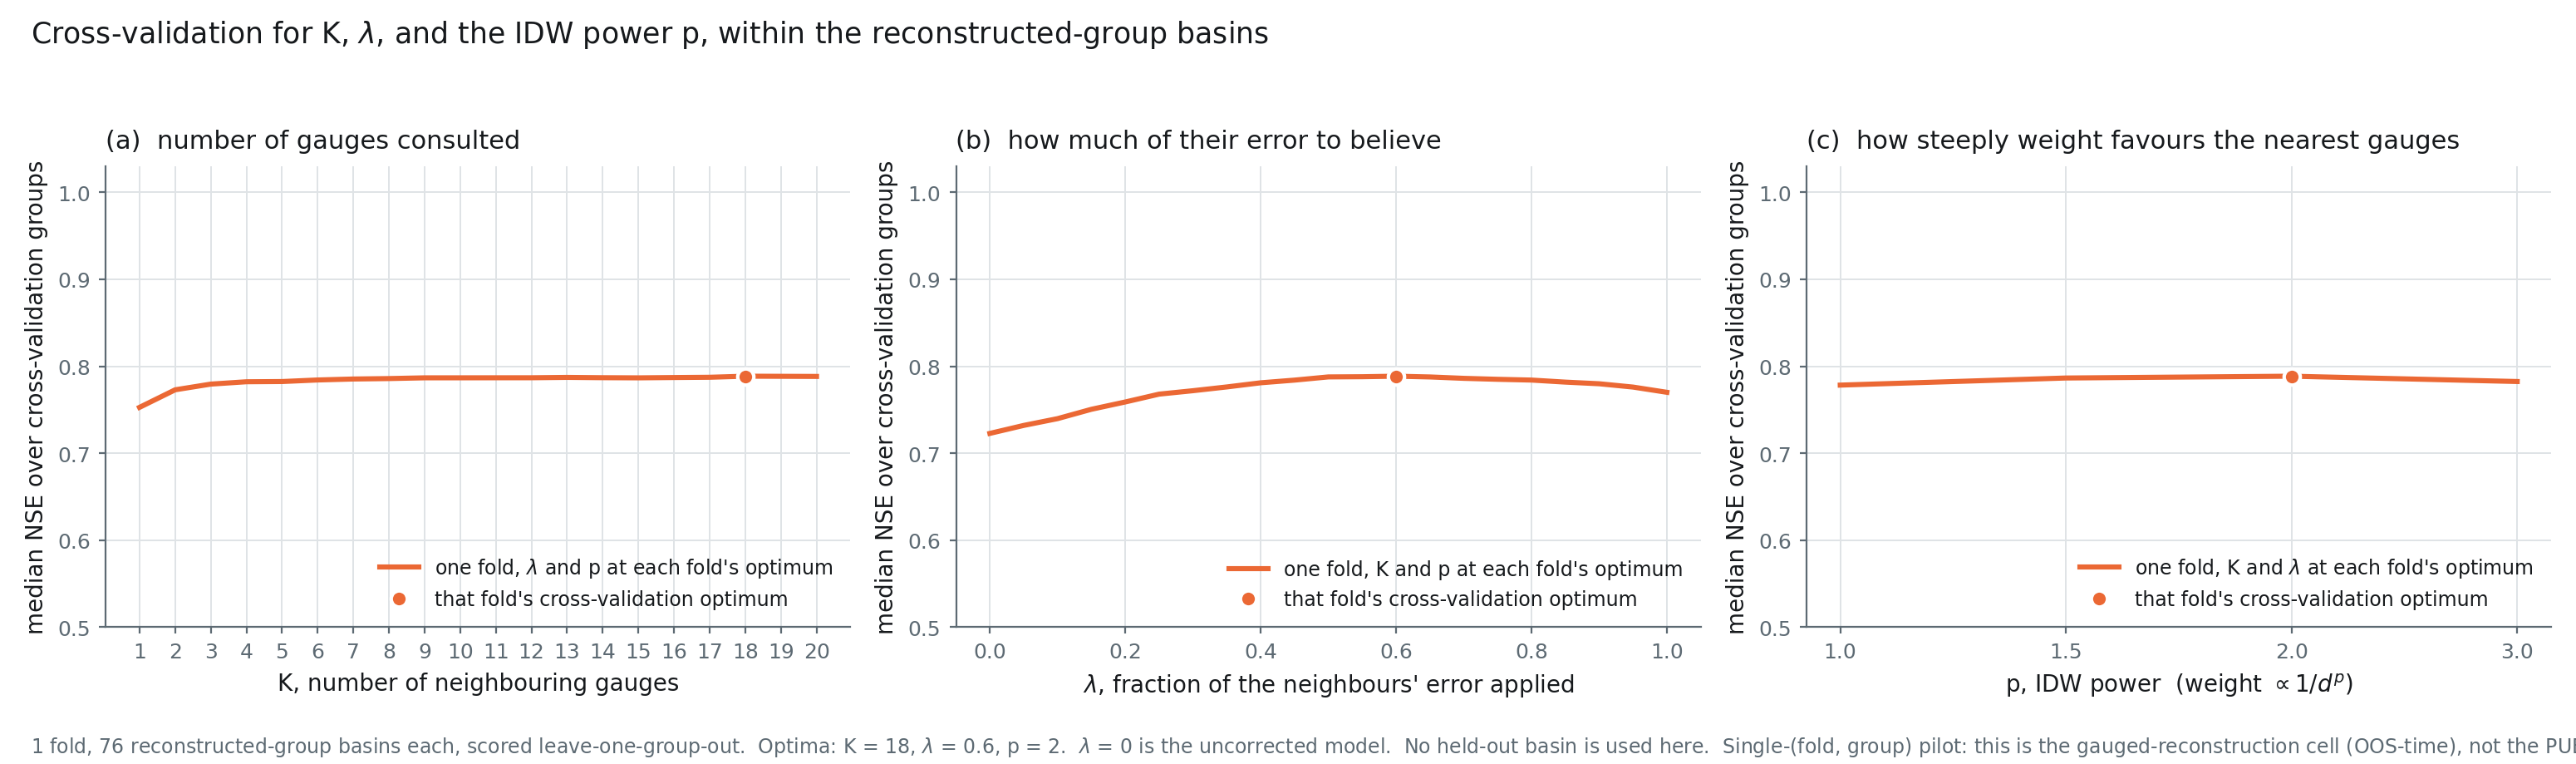 Cross-validation for K, λ, and the IDW power p, within the reconstructed-group basins
(a) number of gauges consulted
median NSE over cross-validation groups
1.0
0.9
0.8
0.7
0.6
0.5
one fold, λ and p at each fold's optimum
that fold's cross-validation optimum
1 2 3 4 5 6 7 8 9 10 11 12 13 14 15 16 17 18 19 20
K, number of neighbouring gauges
(b) how much of their error to believe
median NSE over cross-validation groups
1.0
0.9
0.8
0.7
0.6
0.5
one fold, K and p at each fold's optimum
that fold's cross-validation optimum
0.0 0.2 0.4 0.6 0.8 1.0
λ, fraction of the neighbours' error applied
(c) how steeply weight favours the nearest gauges
median NSE over cross-validation groups
1.0
0.9
0.8
0.7
0.6
0.5
one fold, K and λ at each fold's optimum
that fold's cross-validation optimum
1.0 1.5 2.0 3.0
p, IDW power (weight ∝ 1/d^p)
1 fold, 76 reconstructed-group basins each, scored leave-one-group-out. Optima: K = 18, λ = 0.6, p = 2. λ = 0 is the uncorrected model. No held-out basin is used here. Single-(fold, group) pilot: this is the gauged-reconstruction cell (OOS-time), not the